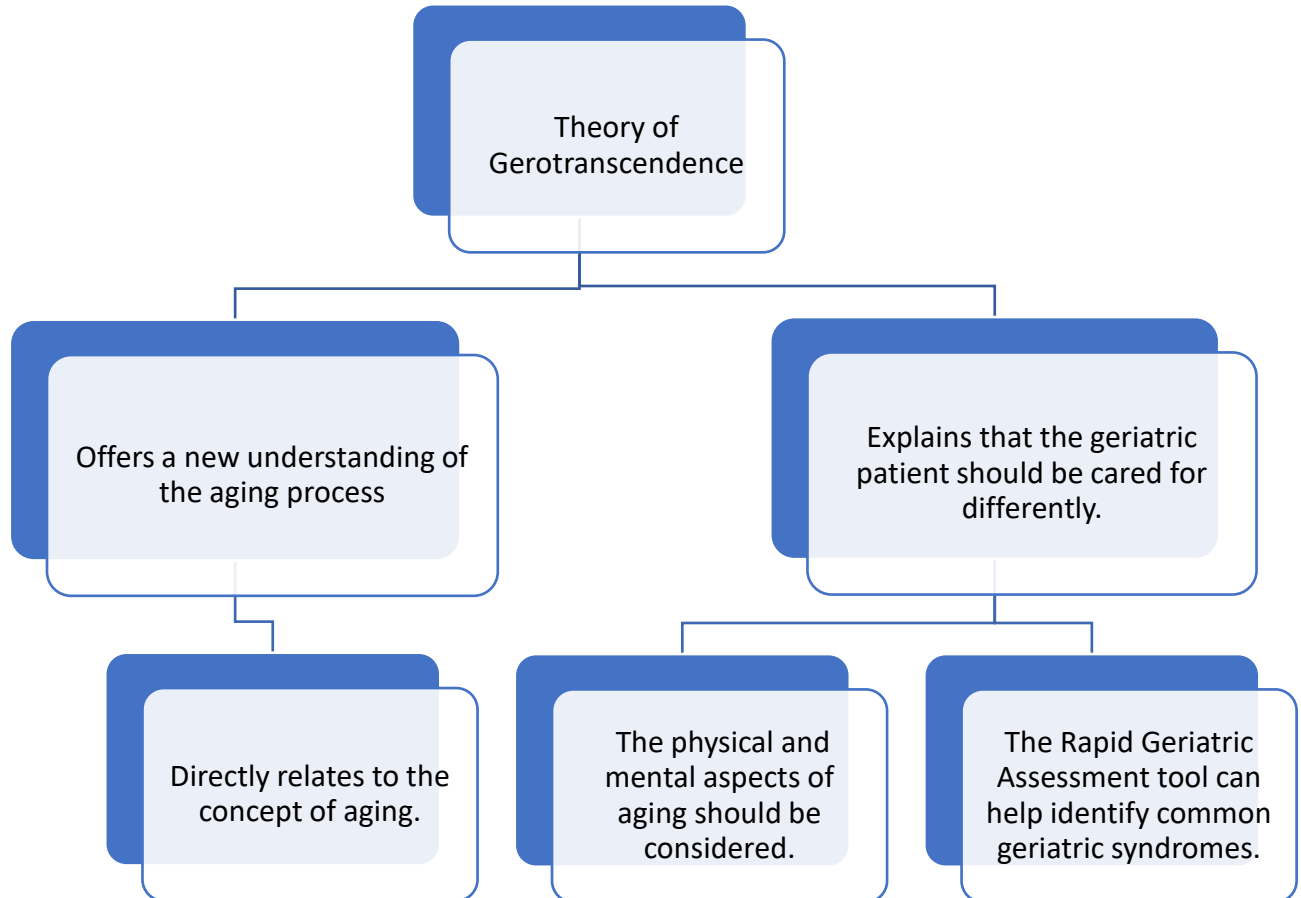 Theory of
Gerotranscendence
Offers a new understanding of
the aging process
Explains that the geriatric
patient should be cared for
differently.
Directly relates to the
concept of aging.
The physical and
mental aspects of
aging should be
considered.
The Rapid Geriatric
Assessment tool can
help identify common
geriatric syndromes.